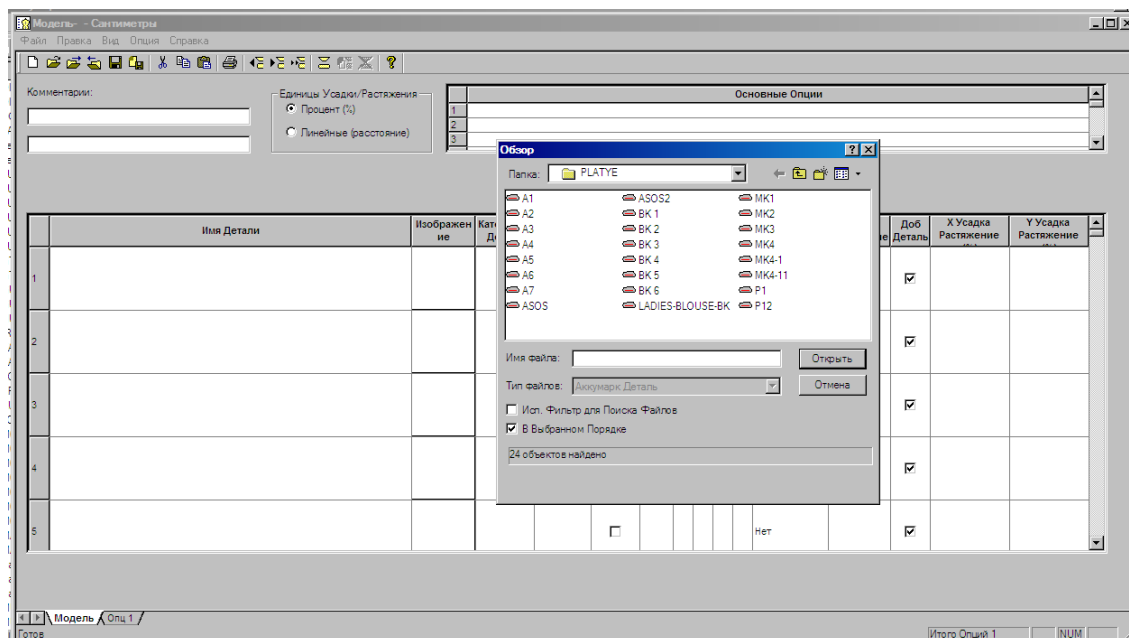 Модель- - Сантиметры
Файл Правка Вид Опция Справка
Комментарии:
Единицы Усадки/Растяжения
Процент (%)
Линейные (расстояние)
Основные Опции
1
2
3
Обзор
Папка: PLATYE
A1 ASOS2 MK1
A2 BK 1 MK2
A3 BK 2 MK3
A4 BK 3 MK4
A5 BK 4 MK4-1
A6 BK 5 MK4-11
A7 BK 6 P1
ASOS LADIES-BLOUSE-BK P12
Имя файла: Открыть
Тип файлов: Аккумарк Деталь Отмена
Исп. Фильтр для Поиска Файлов
В Выбранном Порядке
24 объектов найдено
Имя Детали
Изображен
ие
Доб
Деталь
X Усадка
Растяжение
Y Усадка
Растяжение
1
2
3
4
5 Нет
Модель Опц 1
Готов Итого Опций 1 NUM